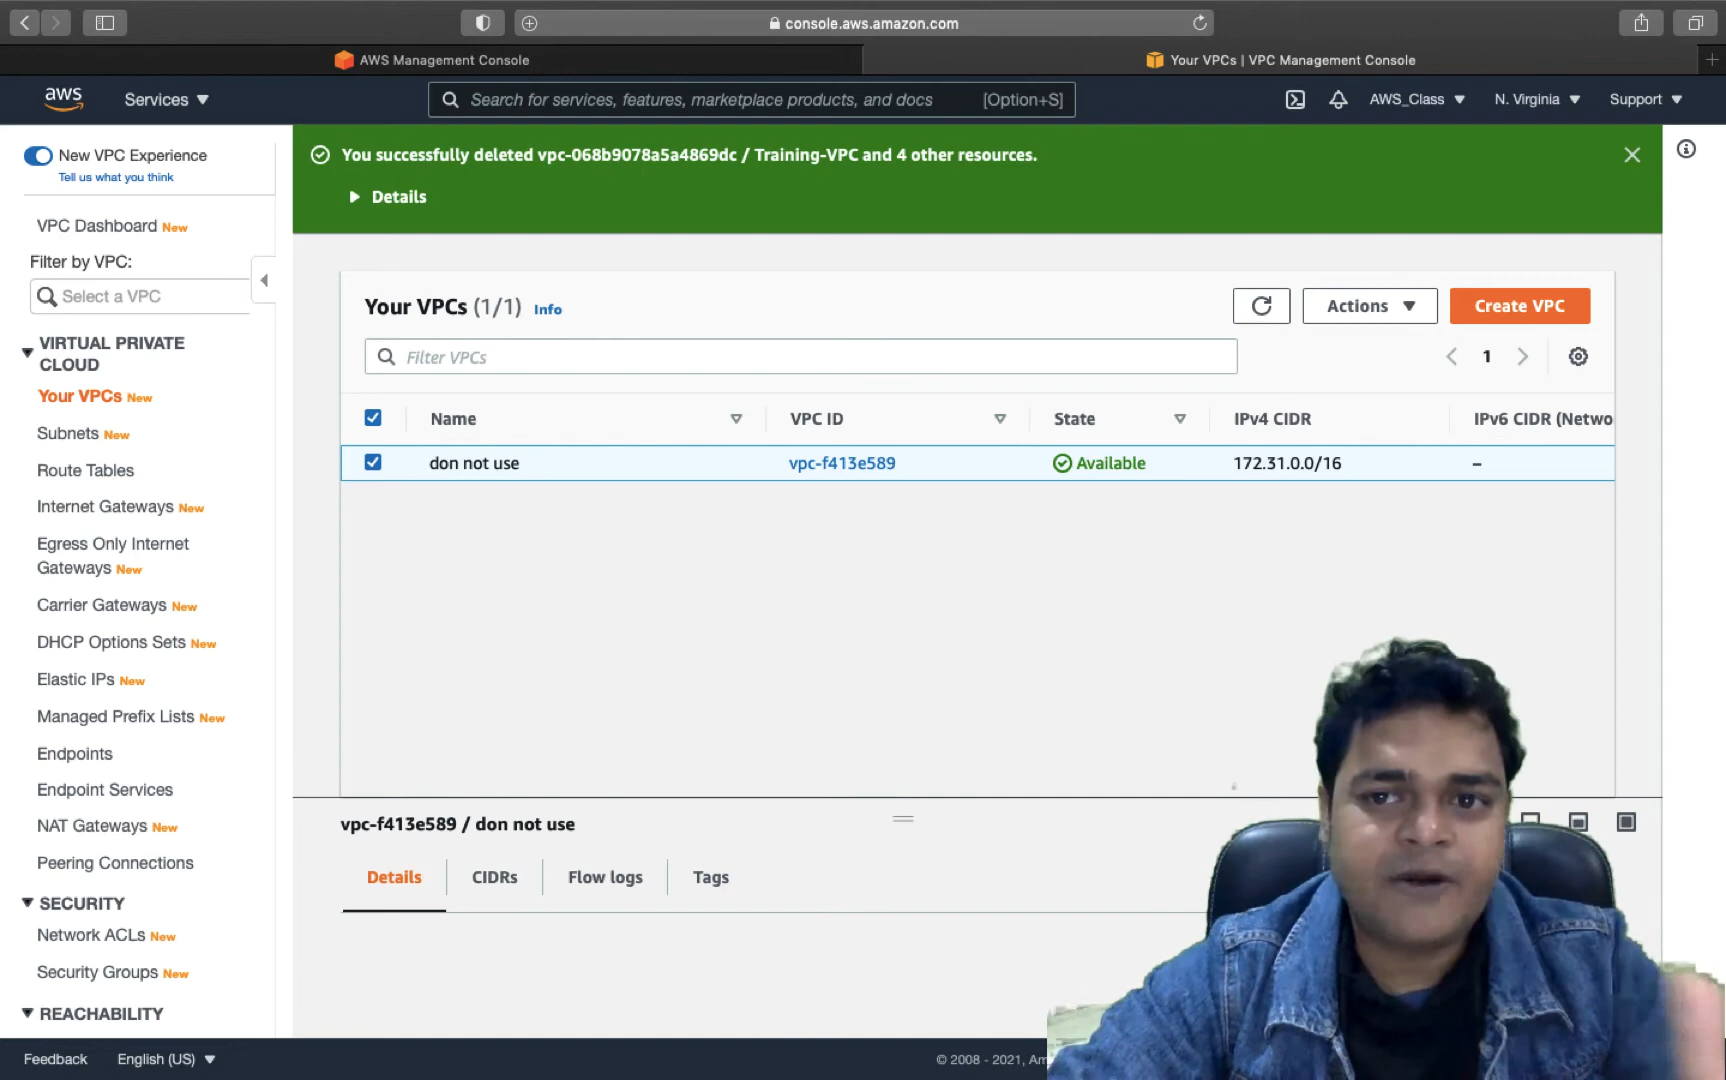 console.aws.amazon.com
AWS Management Console
Your VPCs | VPC Management Console
aws
Services
Search for services, features, marketplace products, and docs
[Option+S]
AWS_Class
N. Virginia
Support
New VPC Experience
Tell us what you think
VPC Dashboard New
Filter by VPC:
Select a VPC
VIRTUAL PRIVATE
CLOUD
Your VPCs New
Subnets New
Route Tables
Internet Gateways New
Egress Only Internet
Gateways New
Carrier Gateways New
DHCP Options Sets New
Elastic IPs New
Managed Prefix Lists New
Endpoints
Endpoint Services
NAT Gateways New
Peering Connections
SECURITY
Network ACLs New
Security Groups New
REACHABILITY
You successfully deleted vpc-068b9078a5a4869dc / Training-VPC and 4 other resources.
Details
Your VPCs (1/1) Info
Actions
Create VPC
Filter VPCs
1
Name
VPC ID
State
IPv4 CIDR
IPv6 CIDR (Netwo
don not use
vpc-f413e589
Available
172.31.0.0/16
–
vpc-f413e589 / don not use
Details
CIDRs
Flow logs
Tags
Feedback
English (US)
© 2008 - 2021, Am